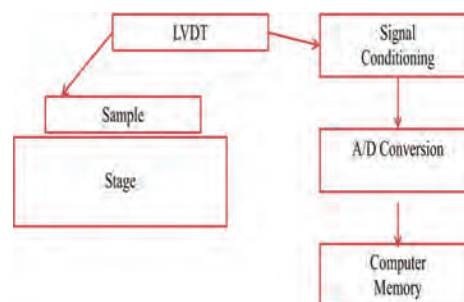 LVDT
Signal
Conditioning
Sample
A/D Conversion
Stage
Computer
Memory